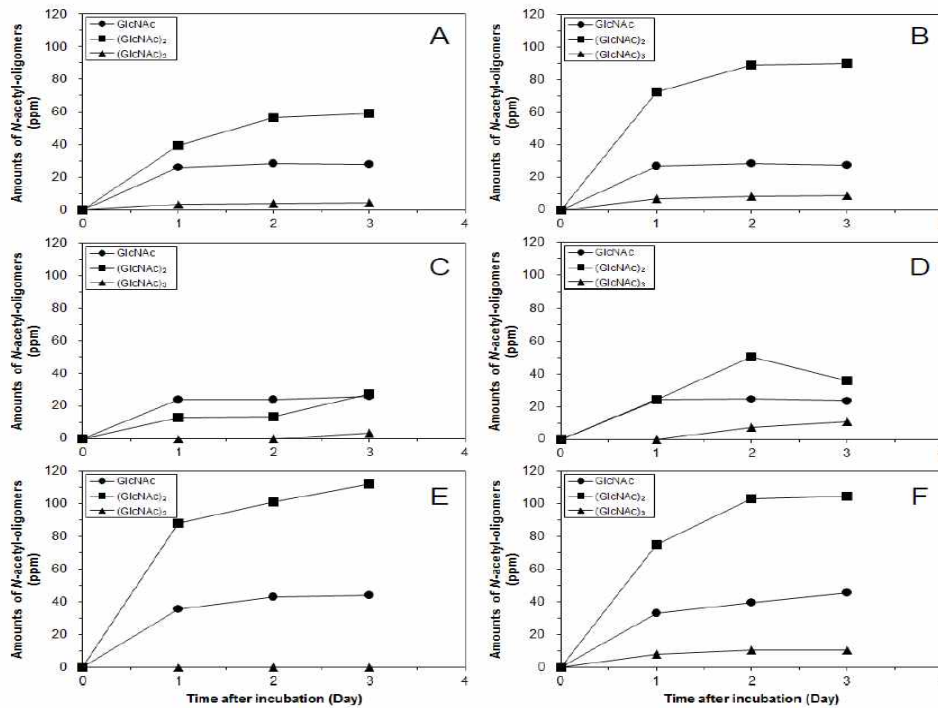 120
100
80
60
40
20
0
0 1 2 3 4
Amounts of N-acetyl-oligomers
(ppm)
GlcNAc
(GlcNAc)₂
(GlcNAc)₃
A
120
100
80
60
40
20
0
0 1 2 3
Amounts of N-acetyl-oligomers
(ppm)
GlcNAc
(GlcNAc)₂
(GlcNAc)₃
B
120
100
80
60
40
20
0
0 1 2 3 4
Amounts of N-acetyl-oligomers
(ppm)
GlcNAc
(GlcNAc)₂
(GlcNAc)₃
C
120
100
80
60
40
20
0
0 1 2 3
Amounts of N-acetyl-oligomers
(ppm)
GlcNAc
(GlcNAc)₂
(GlcNAc)₃
D
120
100
80
60
40
20
0
0 1 2 3 4
Amounts of N-acetyl-oligomers
(ppm)
GlcNAc
(GlcNAc)₂
(GlcNAc)₃
E
Time after incubation (Day)
120
100
80
60
40
20
0
0 1 2 3
Amounts of N-acetyl-oligomers
(ppm)
GlcNAc
(GlcNAc)₂
(GlcNAc)₃
F
Time after incubation (Day)